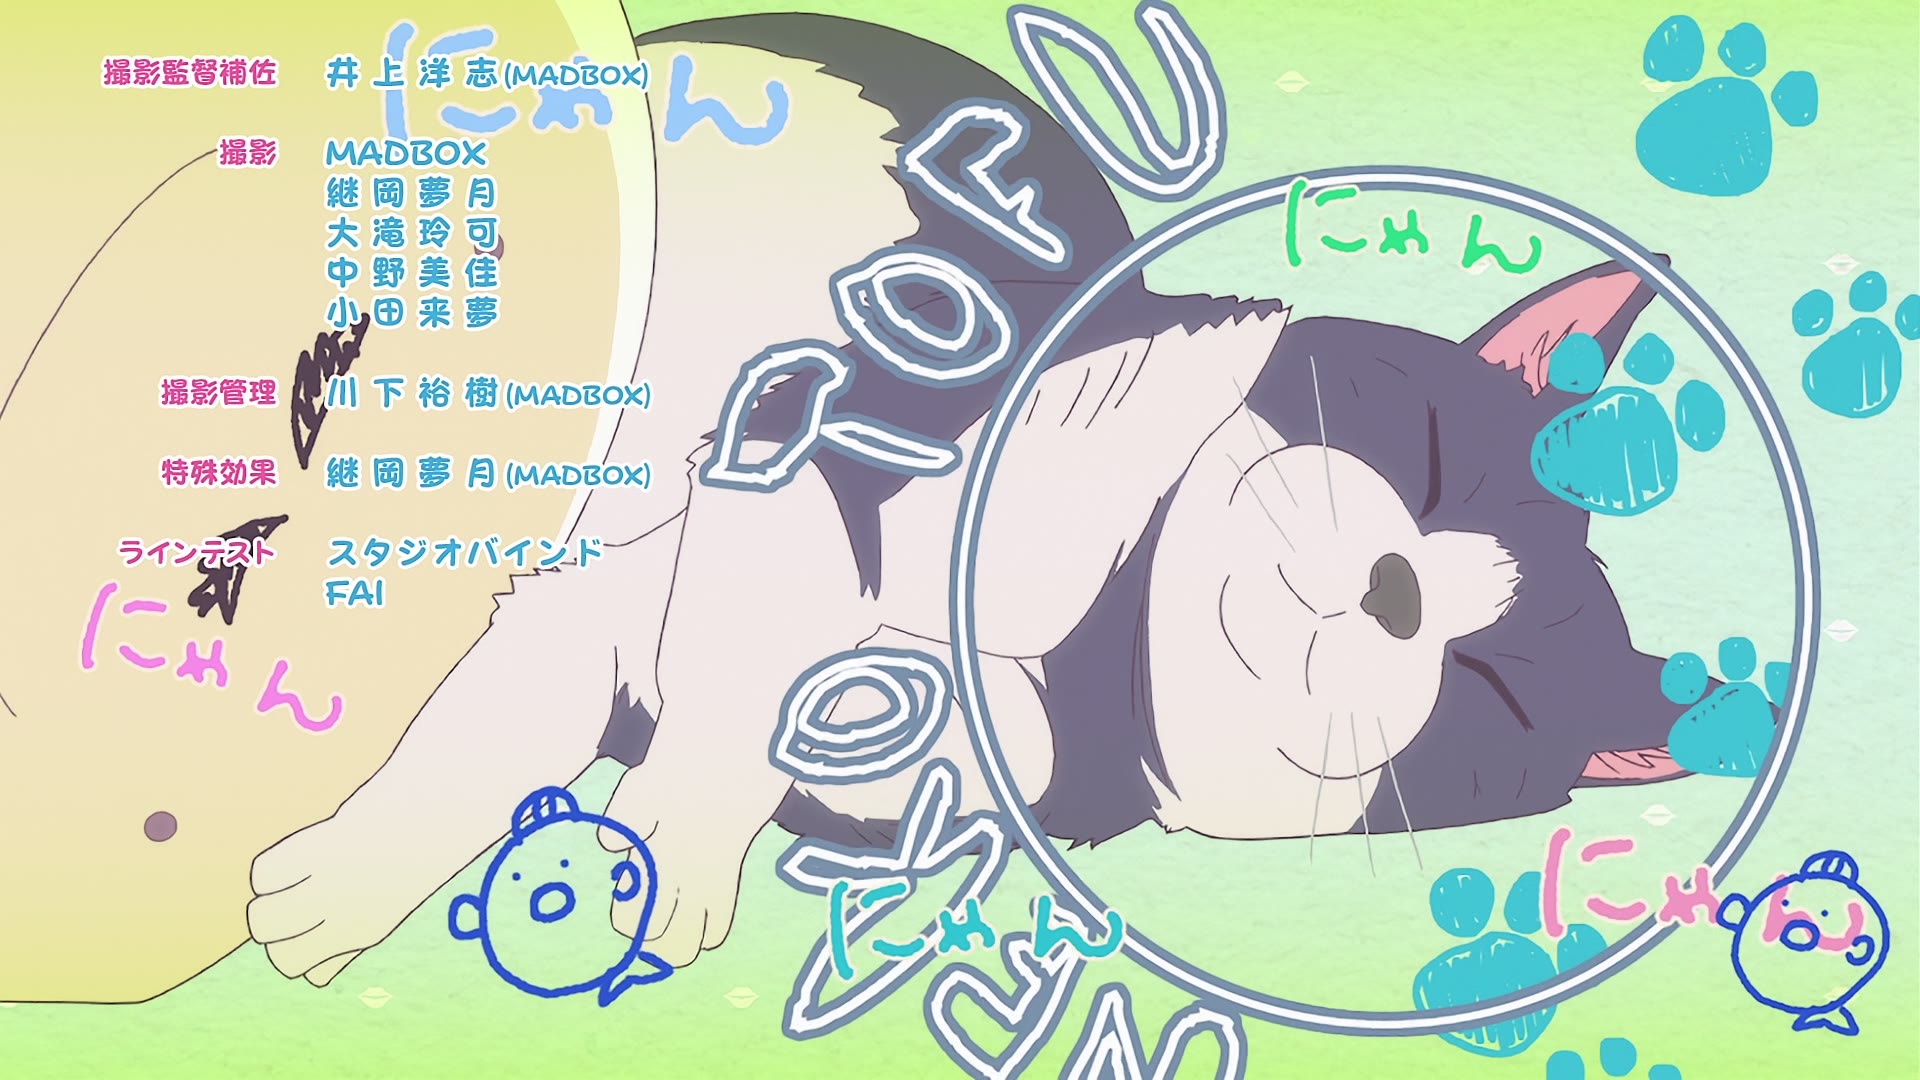 撮影監督補佐 井上洋志(MADBOX)
撮影 MADBOX
継岡夢月
大滝玲可
中野美佳
小田来夢
撮影管理 川下裕樹(MADBOX)
特殊効果 継岡夢月(MADBOX)
ラインテスト スタジオバインド
FAI
にゃん
にゃん
にゃん
にゃん
にゃん